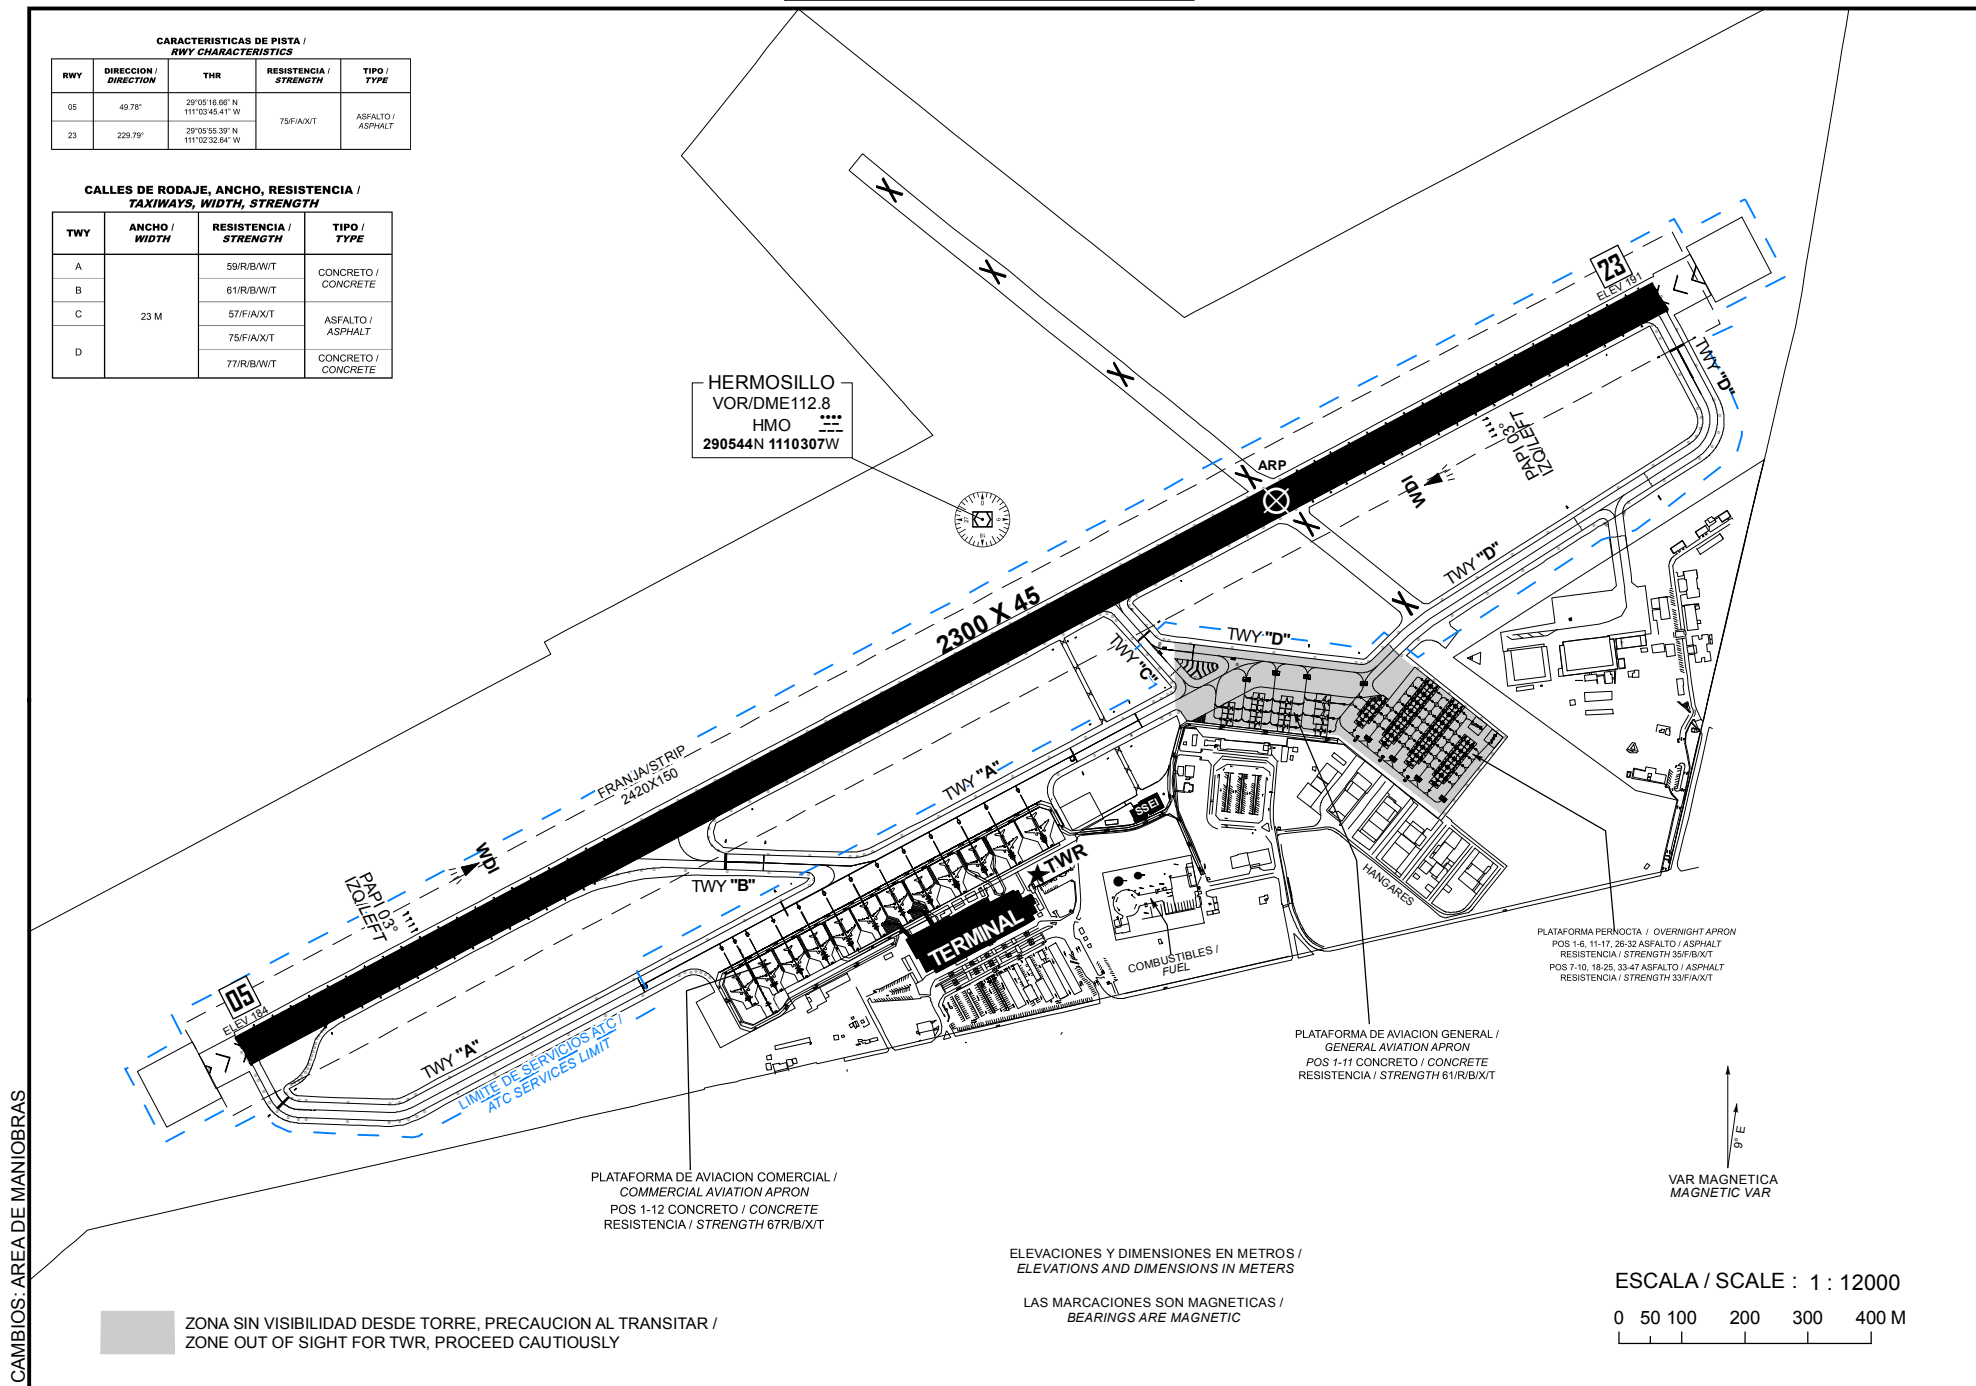 CARACTERISTICAS DE PISTA /
RWY CHARACTERISTICS
RWY
DIRECCION /
DIRECTION
THR
RESISTENCIA /
STRENGTH
TIPO /
TYPE
05
49.78°
29°05'16.66" N
111°03'45.41" W
75/F/A/X/T
ASFALTO /
ASPHALT
23
229.79°
29°05'55.39" N
111°02'32.64" W
CALLES DE RODAJE, ANCHO, RESISTENCIA /
TAXIWAYS, WIDTH, STRENGTH
TWY
ANCHO /
WIDTH
RESISTENCIA /
STRENGTH
TIPO /
TYPE
A
23 M
59/R/B/W/T
CONCRETO /
CONCRETE
B
61/R/B/W/T
C
57/F/A/X/T
ASFALTO /
ASPHALT
D
75/F/A/X/T
77/R/B/W/T
CONCRETO /
CONCRETE
HERMOSILLO
VOR/DME112.8
HMO
290544N 1110307W
23
ELEV 191
TWY "D"
PAPI 03°
IZQ/LEFT
WDI
ARP
X
X
X
X
X
X
TWY "D"
TWY "D"
2300 X 45
TWY "C"
FRANJA/STRIP
2420X150
TWY "A"
SSEI
WDI
TWR
TWY "B"
PAPI 03°
IZQ/LEFT
TERMINAL
HANGARES
COMBUSTIBLES /
FUEL
05
ELEV 184
TWY "A"
LIMITE DE SERVICIOS ATC /
ATC SERVICES LIMIT
PLATAFORMA PERNOCTA / OVERNIGHT APRON
POS 1-6, 11-17, 26-32 ASFALTO / ASPHALT
RESISTENCIA / STRENGTH 35/F/B/X/T
POS 7-10, 18-25, 33-47 ASFALTO / ASPHALT
RESISTENCIA / STRENGTH 33/F/A/X/T
PLATAFORMA DE AVIACION GENERAL /
GENERAL AVIATION APRON
POS 1-11 CONCRETO / CONCRETE
RESISTENCIA / STRENGTH 61/R/B/X/T
PLATAFORMA DE AVIACION COMERCIAL /
COMMERCIAL AVIATION APRON
POS 1-12 CONCRETO / CONCRETE
RESISTENCIA / STRENGTH 67R/B/X/T
9° E
VAR MAGNETICA
MAGNETIC VAR
ELEVACIONES Y DIMENSIONES EN METROS /
ELEVATIONS AND DIMENSIONS IN METERS
LAS MARCACIONES SON MAGNETICAS /
BEARINGS ARE MAGNETIC
ESCALA / SCALE : 1 : 12000
0 50 100 200 300 400 M
ZONA SIN VISIBILIDAD DESDE TORRE, PRECAUCION AL TRANSITAR /
ZONE OUT OF SIGHT FOR TWR, PROCEED CAUTIOUSLY
CAMBIOS: AREA DE MANIOBRAS